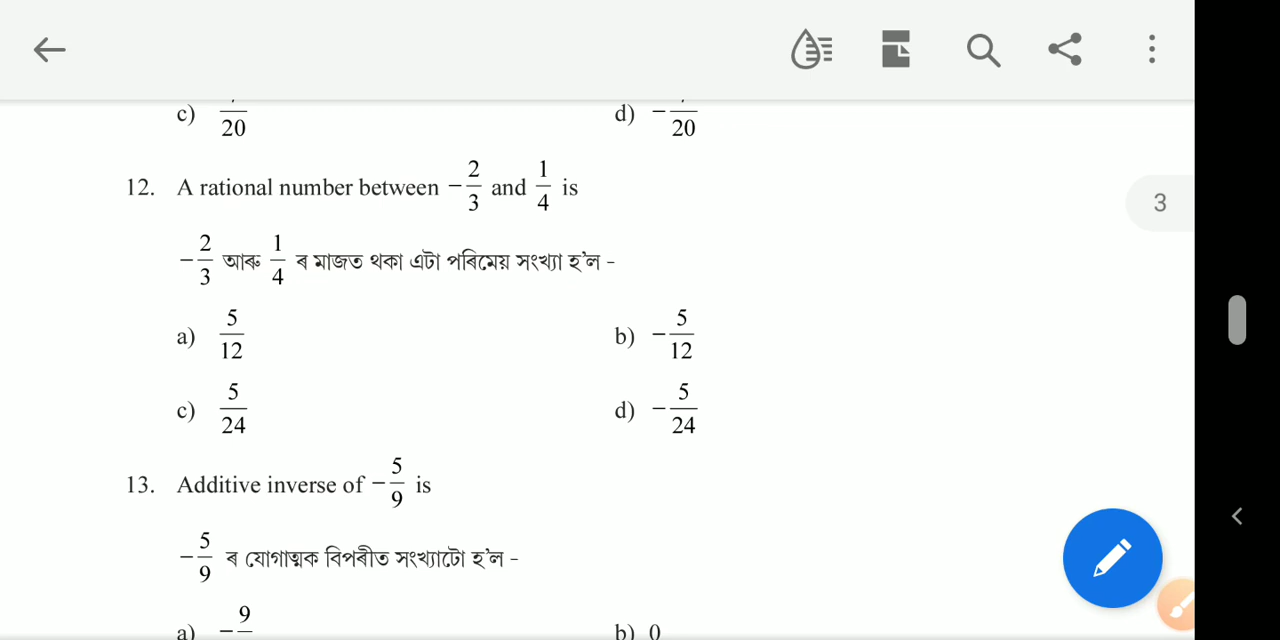 c) /20 d) - /20
12. A rational number between -2/3 and 1/4 is
-2/3 আৰু 1/4 ৰ মাজত থকা এটা পৰিমেয় সংখ্যা হ'ল -
3
a) 5/12 b) -5/12
c) 5/24 d) -5/24
13. Additive inverse of -5/9 is
-5/9 ৰ যোগাত্মক বিপৰীত সংখ্যাটো হ'ল -
a) -9/ b) 0